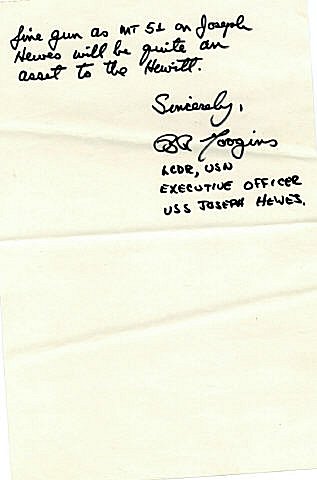 fine gun as MT 51 on Joseph
Hewes will be quite an
asset to the Hewitt.
Sincerely,
LCDR, USN
EXECUTIVE OFFICER
USS JOSEPH HEWES.